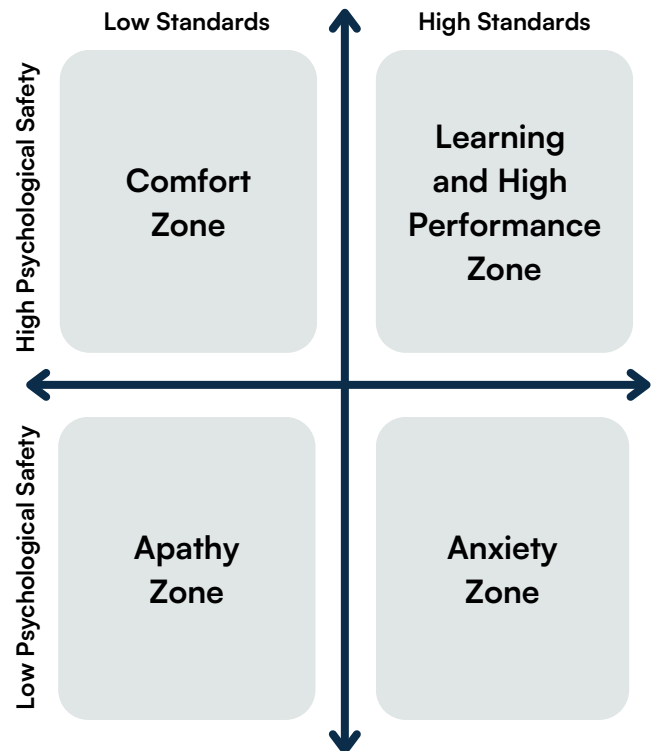 Low Standards
High Standards
High Psychological Safety
Comfort
Zone
Learning
and High
Performance
Zone
Low Psychological Safety
Apathy
Zone
Anxiety
Zone